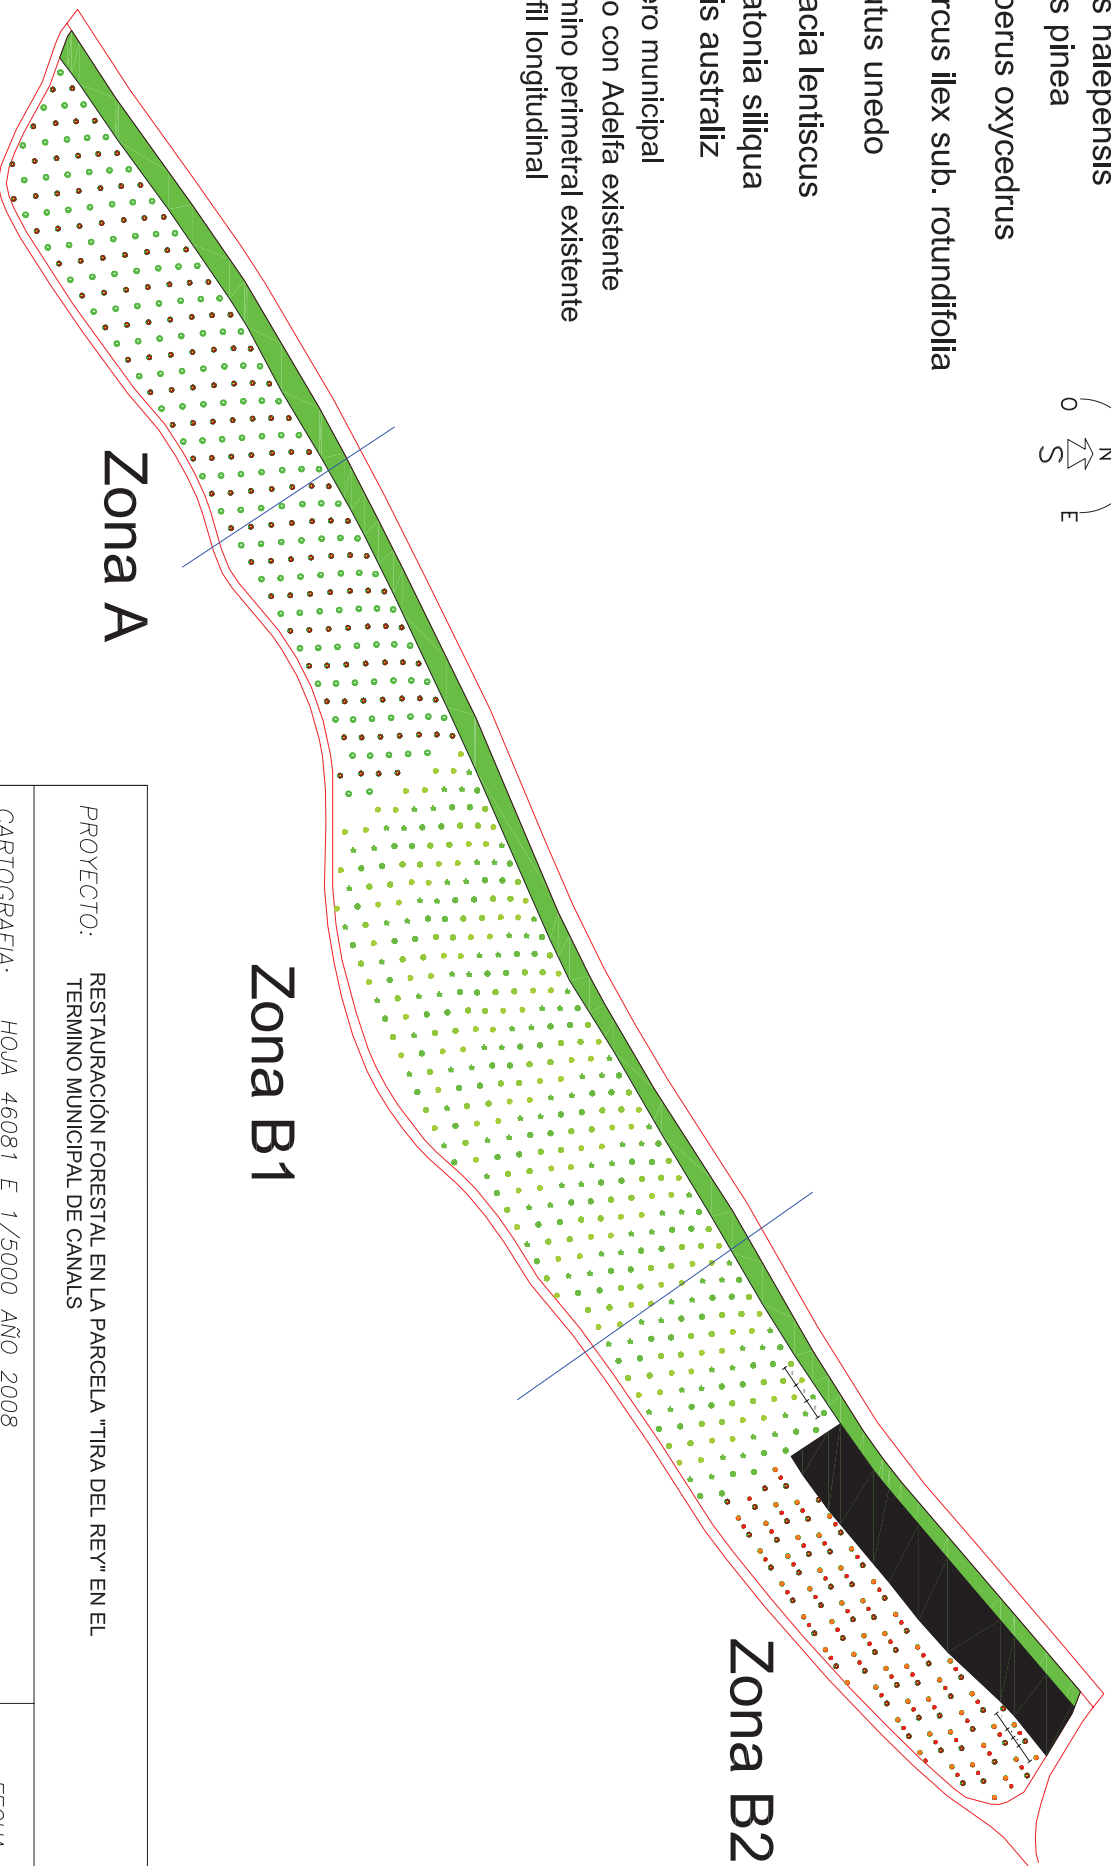 s halepensis
s pinea
perus oxycedrus
rcus ilex sub. rotundifolia
utus unedo
acia lentiscus
atonia siliqua
is australiz
ero municipal
o con Adelfa existente
mino perimetral existente
fil longitudinal
N
O
E
S
Zona A
Zona B1
Zona B2
PROYECTO: RESTAURACIÓN FORESTAL EN LA PARCELA "TIRA DEL REY" EN EL
TERMINO MUNICIPAL DE CANALS
CARTOGRAFIA: HOJA 46081 E 1/5000 AÑO 2008
FECHA